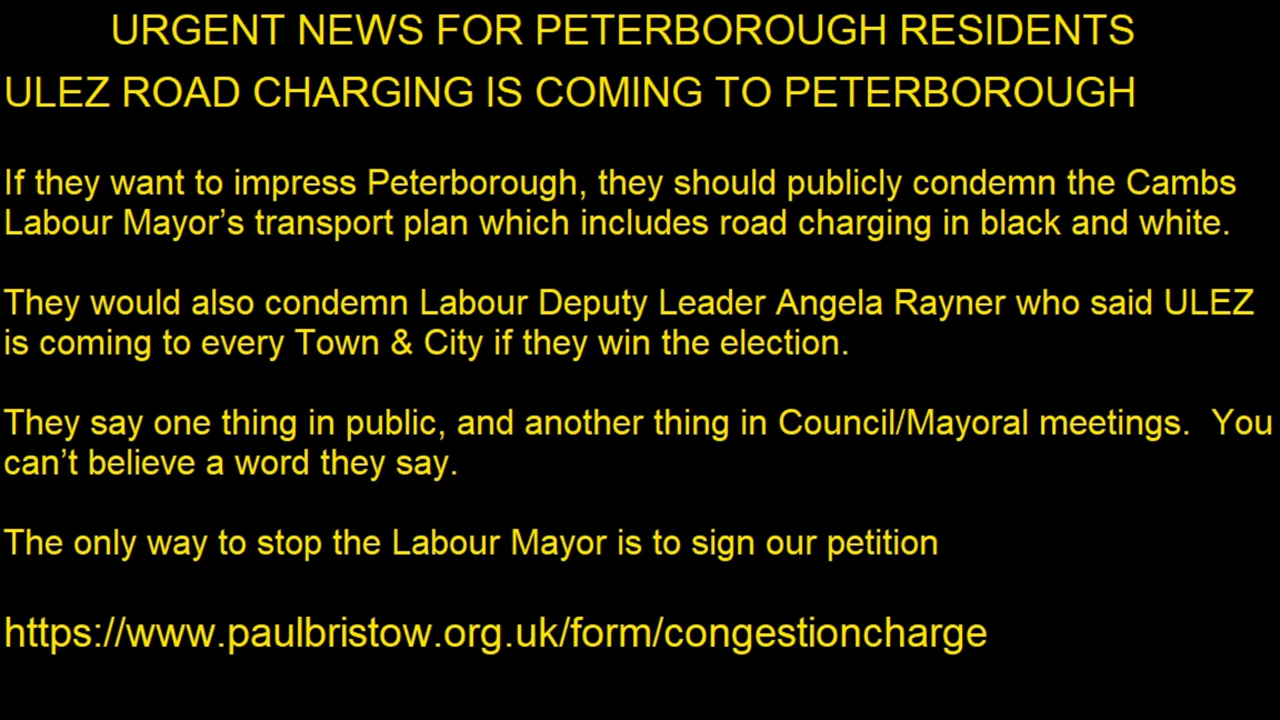 URGENT NEWS FOR PETERBOROUGH RESIDENTS
ULEZ ROAD CHARGING IS COMING TO PETERBOROUGH
If they want to impress Peterborough, they should publicly condemn the Cambs
Labour Mayor’s transport plan which includes road charging in black and white.
They would also condemn Labour Deputy Leader Angela Rayner who said ULEZ
is coming to every Town & City if they win the election.
They say one thing in public, and another thing in Council/Mayoral meetings.  You
can’t believe a word they say.
The only way to stop the Labour Mayor is to sign our petition
https://www.paulbristow.org.uk/form/congestioncharge